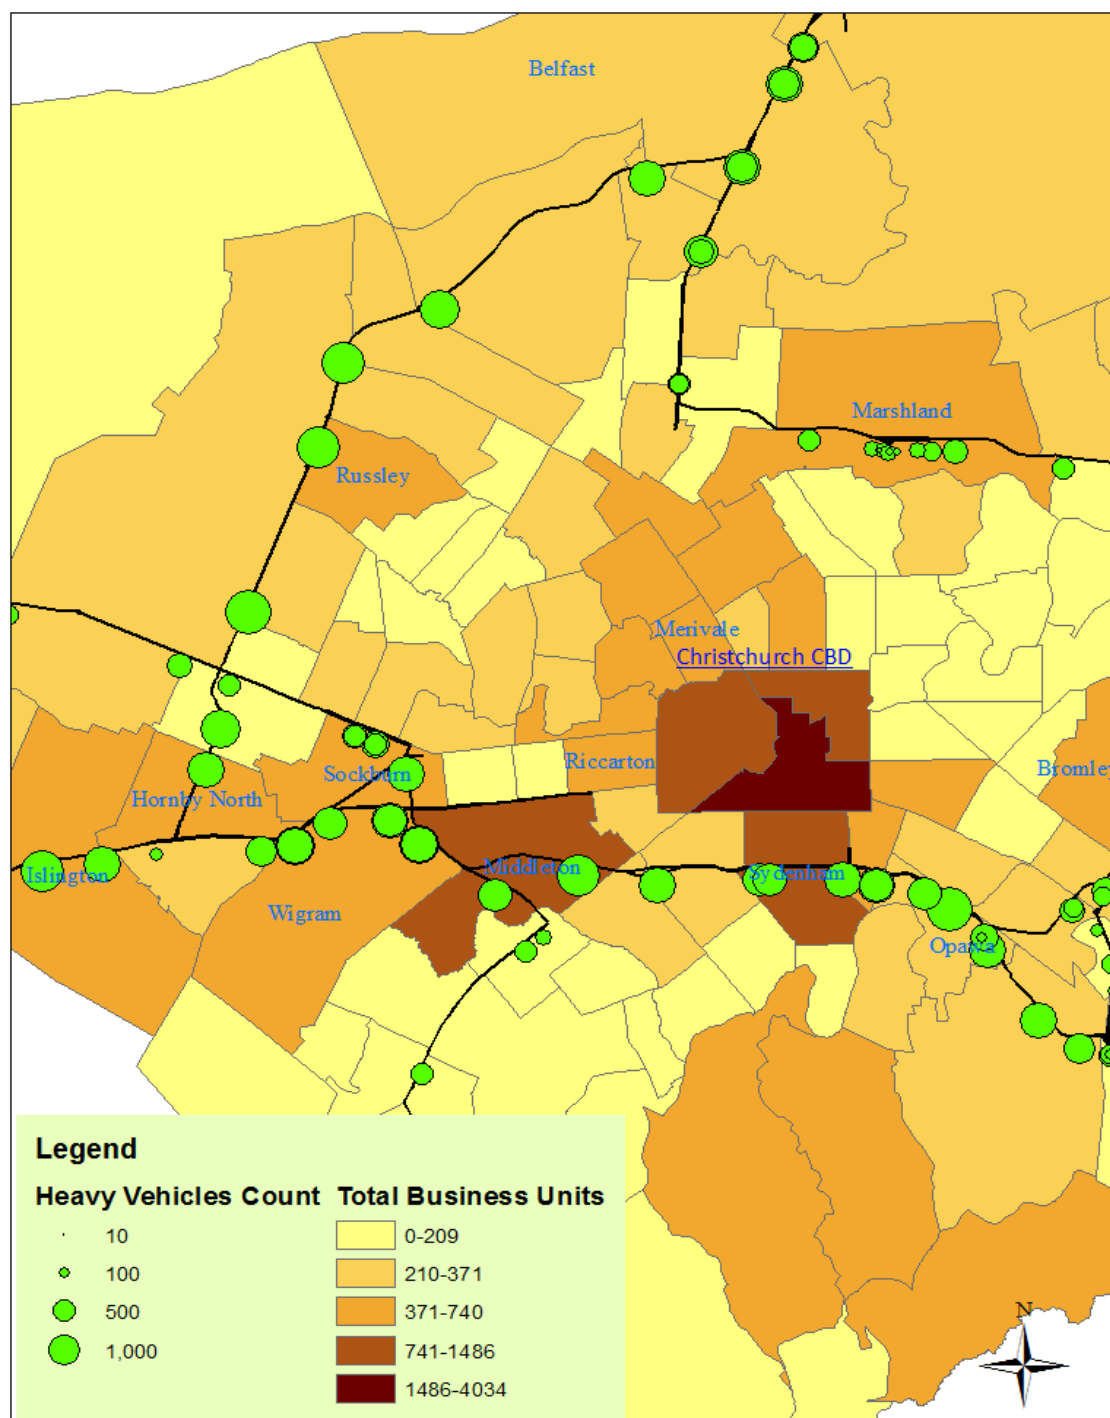 Belfast
Marshland
Russley
Merivale
Christchurch CBD
Riccarton
Sockburn
Bromley
Hornby North
Islington
Middleton
Sydenham
Wigram
Opawa
Legend
Heavy Vehicles Count Total Business Units
10 0-209
100 210-371
500 371-740
1,000 741-1486
1486-4034
N